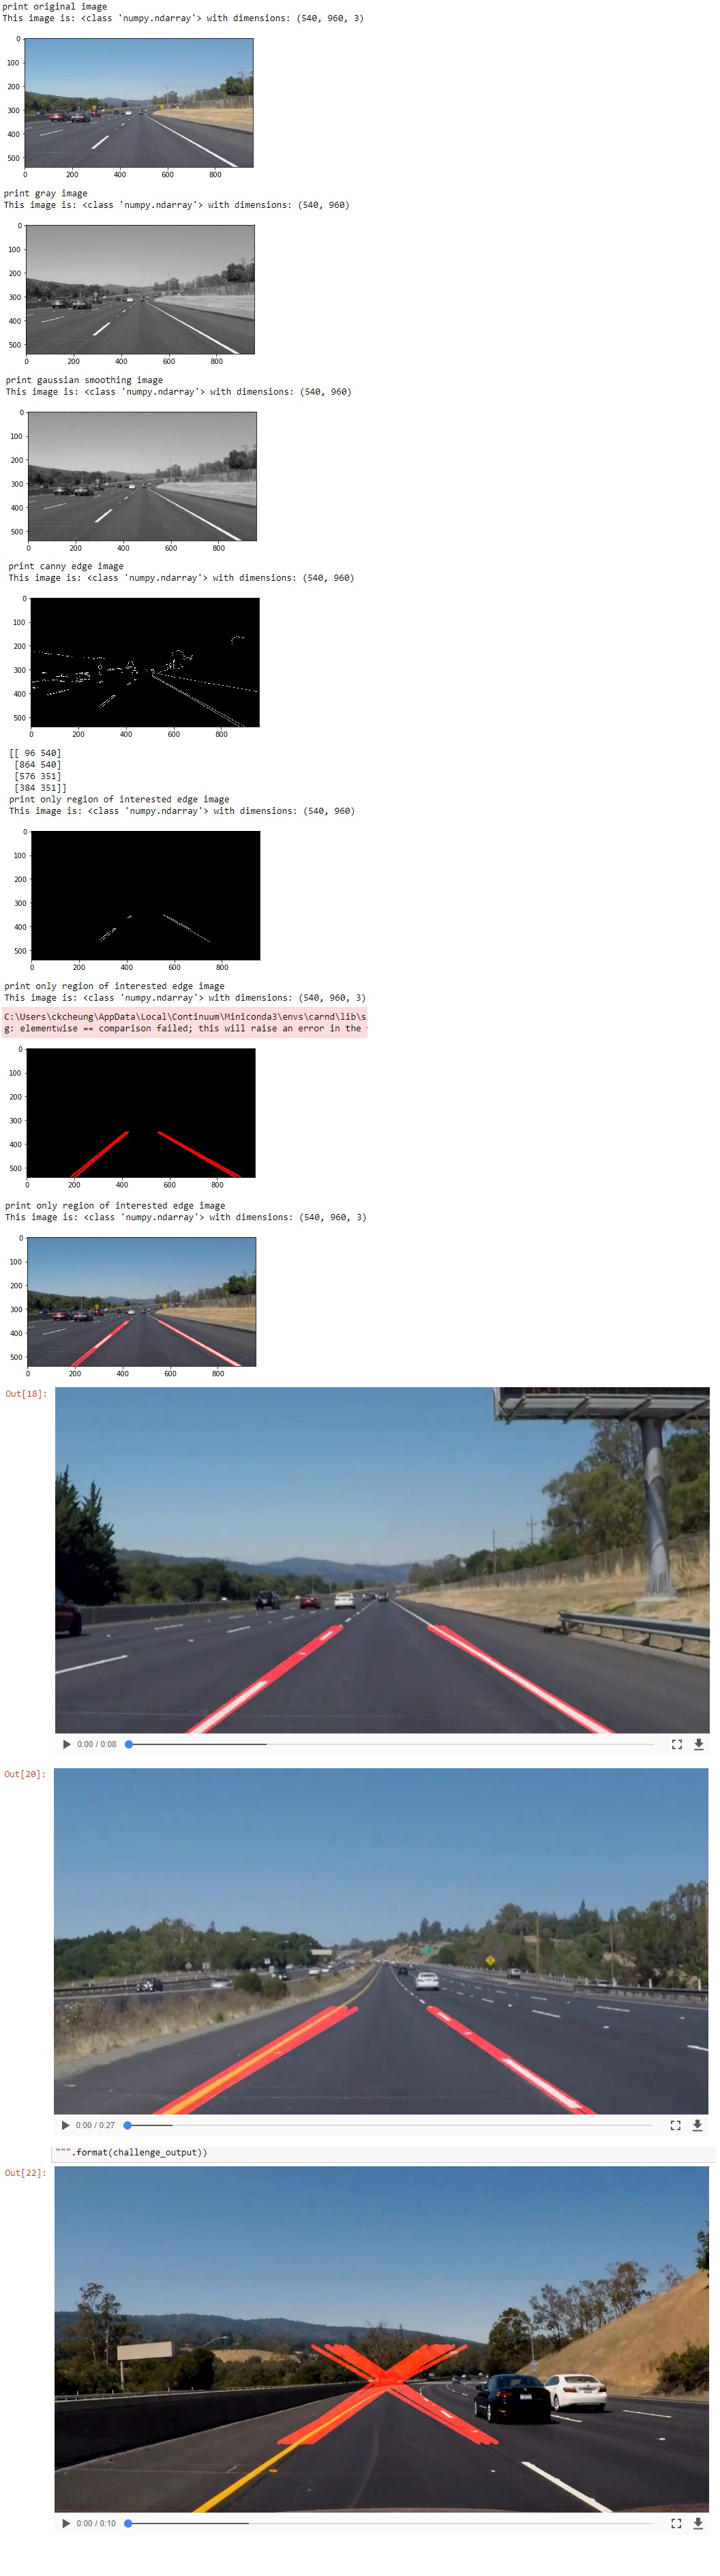 print original image
This image is: <class 'numpy.ndarray'> with dimensions: (540, 960, 3)
0
100
200
300
400
500
0 200 400 600 800
print gray image
This image is: <class 'numpy.ndarray'> with dimensions: (540, 960)
0
100
200
300
400
500
0 200 400 600 800
print gaussian smoothing image
This image is: <class 'numpy.ndarray'> with dimensions: (540, 960)
0
100
200
300
400
500
0 200 400 600 800
print canny edge image
This image is: <class 'numpy.ndarray'> with dimensions: (540, 960)
0
100
200
300
400
500
0 200 400 600 800
[[ 96 540]
[864 540]
[576 351]
[384 351]]
print only region of interested edge image
This image is: <class 'numpy.ndarray'> with dimensions: (540, 960)
0
100
200
300
400
500
0 200 400 600 800
print only region of interested edge image
This image is: <class 'numpy.ndarray'> with dimensions: (540, 960, 3)
C:\Users\ckcheung\AppData\Local\Continuum\Miniconda3\envs\carnd\lib\s
g: elementwise == comparison failed; this will raise an error in the
0
100
200
300
400
500
0 200 400 600 800
print only region of interested edge image
This image is: <class 'numpy.ndarray'> with dimensions: (540, 960, 3)
0
100
200
300
400
500
0 200 400 600 800
Out[18]:
0:00 / 0:08
Out[20]:
0:00 / 0:27
""".format(challenge_output))
Out[22]:
0:00 / 0:10